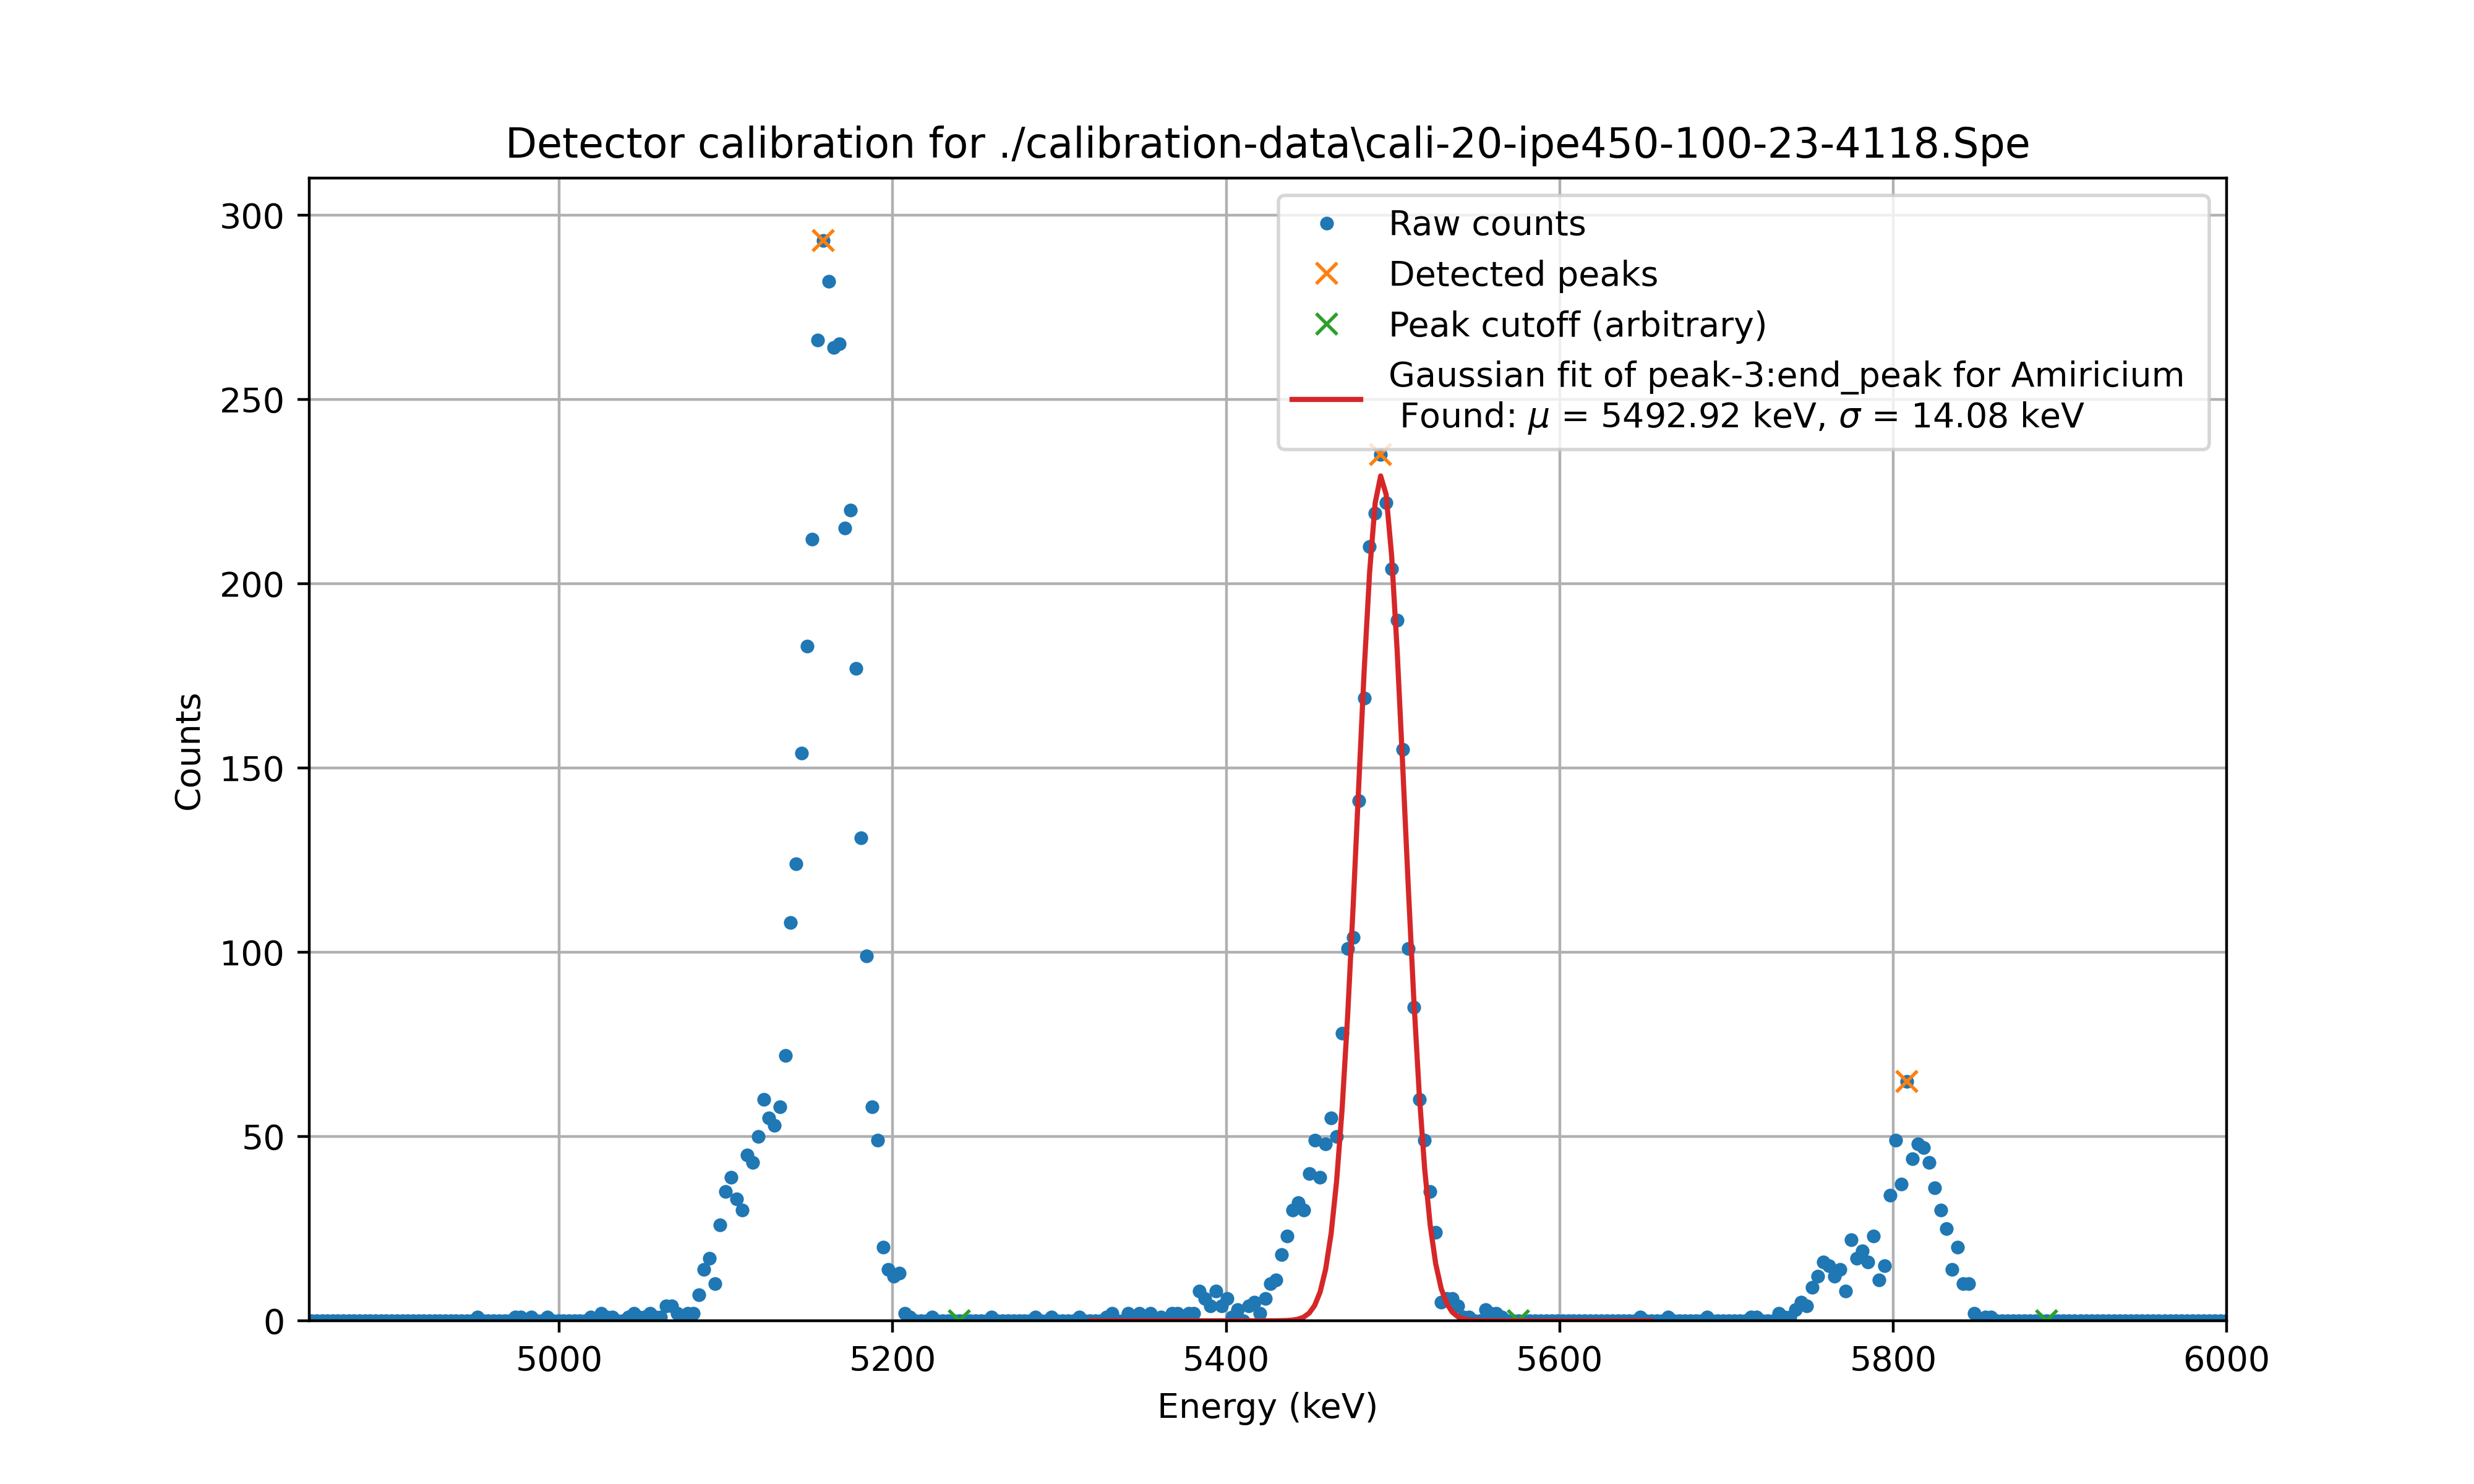 Detector calibration for ./calibration-data\cali-20-ipe450-100-23-4118.Spe
300
250
200
150
100
50
0
Counts
Raw counts
Detected peaks
Peak cutoff (arbitrary)
Gaussian fit of peak-3:end_peak for Amiricium
Found: μ = 5492.92 keV, σ = 14.08 keV
5000 5200 5400 5600 5800 6000
Energy (keV)